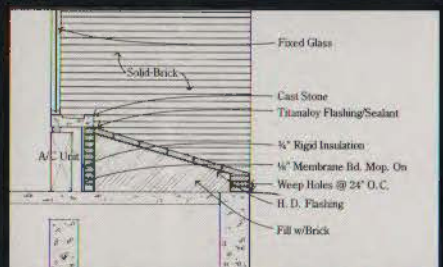 Fixed Glass
Solid Brick
Cast Stone
Titanaloy Flashing/Sealant
¾" Rigid Insulation
A/C Unit
⅛" Membrane Bd. Mop. On
Weep Holes @ 24" O.C.
H. D. Flashing
Fill w/Brick